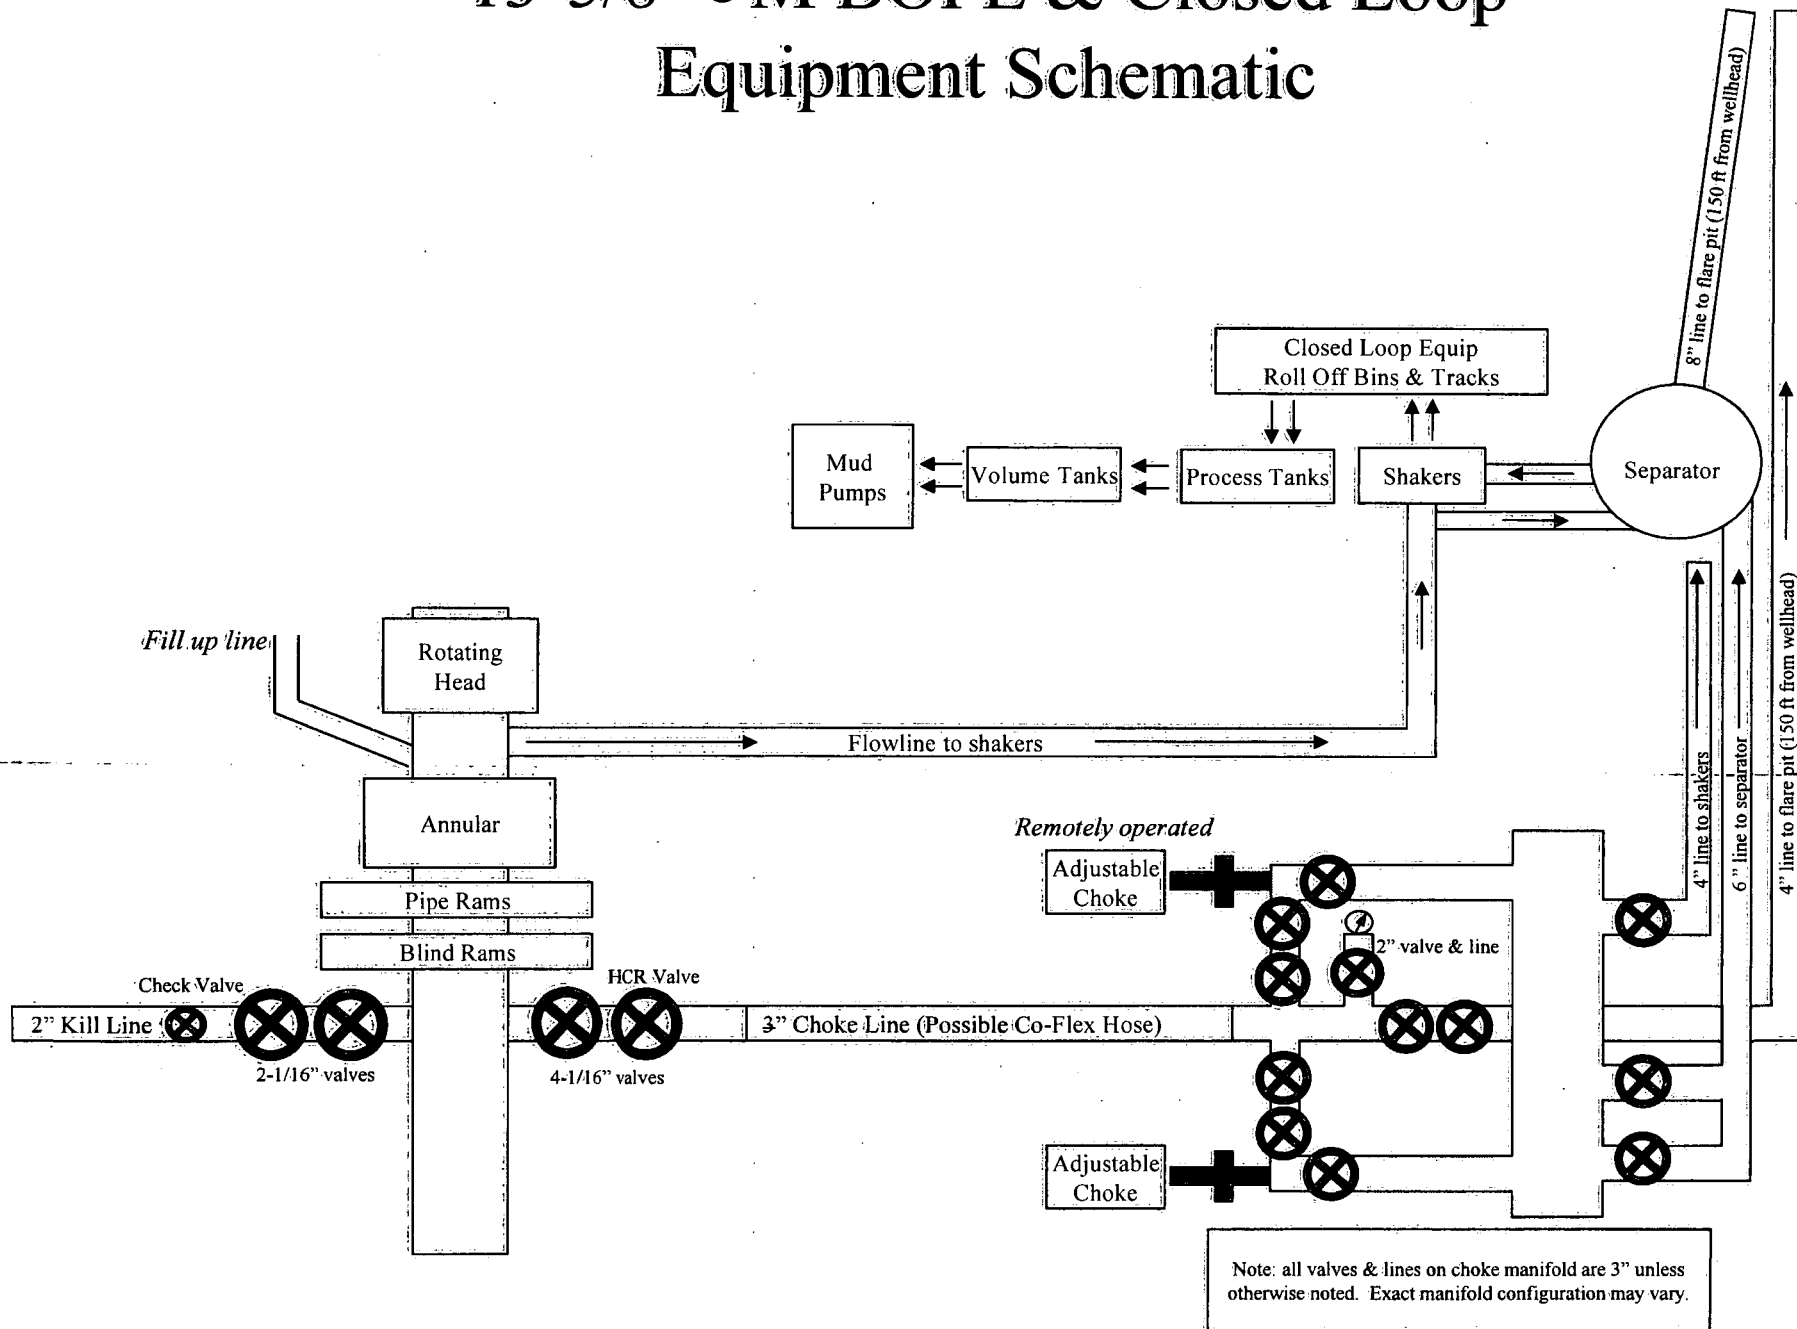 Equipment Schematic
8” line to flare pit (150 ft from wellhead)
Closed Loop Equip
Roll Off Bins & Tracks
Mud
Pumps
Volume Tanks
Process Tanks
Shakers
Separator
Fill up line
Rotating
Head
Flowline to shakers
Annular
Pipe Rams
Blind Rams
Check Valve
HCR Valve
2” Kill Line
3” Choke Line (Possible Co-Flex Hose)
2-1/16” valves
4-1/16” valves
Remotely operated
Adjustable
Choke
2” valve & line
Adjustable
Choke
4” line to shakers
6” line to separator
4” line to flare pit (150 ft from wellhead)
Note: all valves & lines on choke manifold are 3” unless
otherwise noted. Exact manifold configuration may vary.